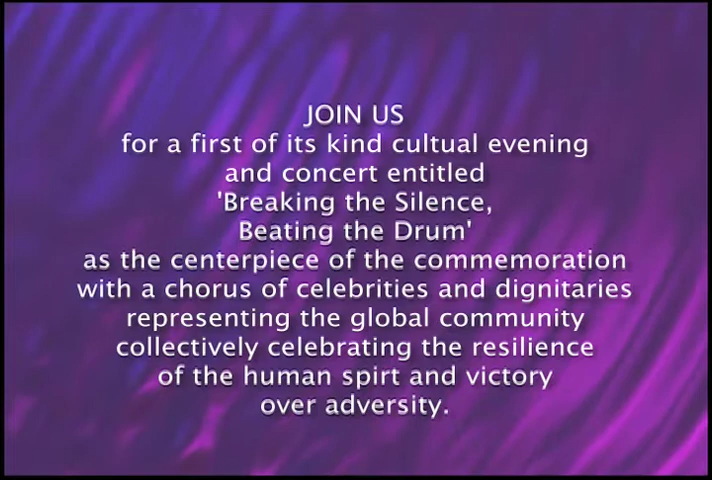 JOIN US
for a first of its kind cultual evening
and concert entitled
'Breaking the Silence,
Beating the Drum'
as the centerpiece of the commemoration
with a chorus of celebrities and dignitaries
representing the global community
collectively celebrating the resilience
of the human spirt and victory
over adversity.